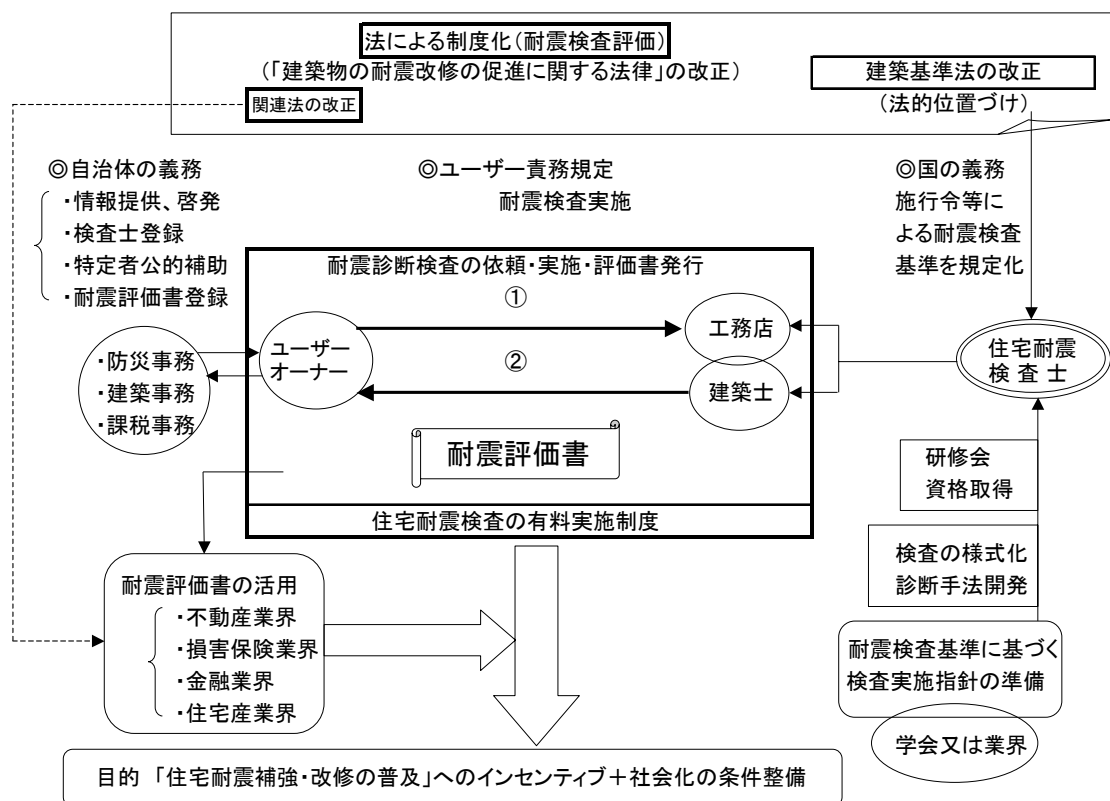 法による制度化(耐震検査評価)
(「建築物の耐震改修の促進に関する法律」の改正)
関連法の改正
建築基準法の改正
(法的位置づけ)
◎自治体の義務
・情報提供、啓発
・検査士登録
・特定者公的補助
・耐震評価書登録
◎ユーザー責務規定
耐震検査実施
◎国の義務
施行令等に
よる耐震検査
基準を規定化
耐震診断検査の依頼・実施・評価書発行
①
②
ユーザー
オーナー
工務店
建築士
・防災事務
・建築事務
・課税事務
住宅耐震
検査士
耐震評価書
住宅耐震検査の有料実施制度
研修会
資格取得
検査の様式化
診断手法開発
耐震検査基準に基づく
検査実施指針の準備
学会又は業界
耐震評価書の活用
・不動産業界
・損害保険業界
・金融業界
・住宅産業界
目的 「住宅耐震補強・改修の普及」へのインセンティブ+社会化の条件整備